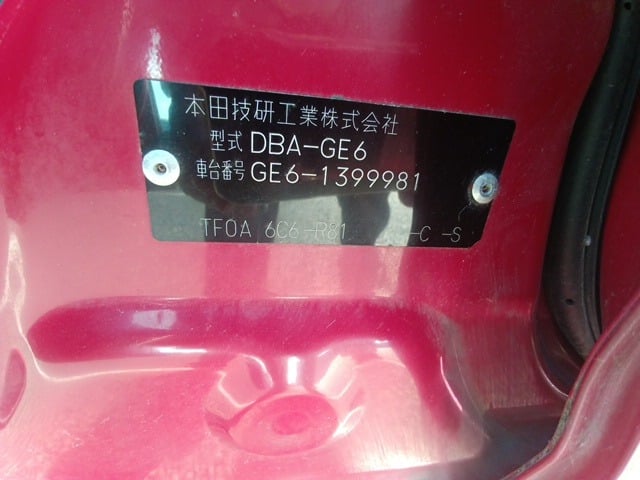 本田技研工業株式会社
型式 DBA-GE6
車台番号 GE6-1399981
TF0A 6C6-R81 -C -S